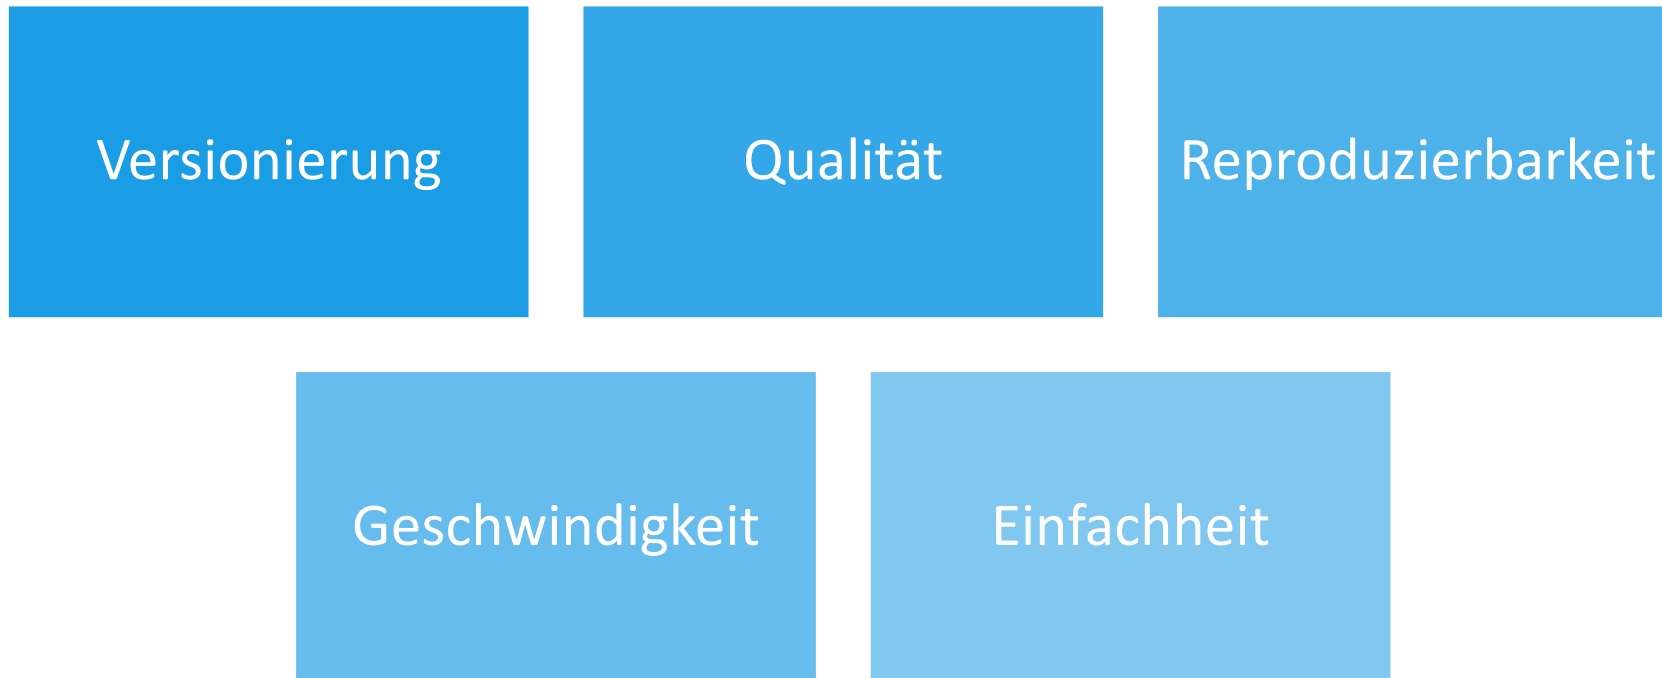 Versionierung
Qualität
Reproduzierbarkeit
Geschwindigkeit
Einfachheit